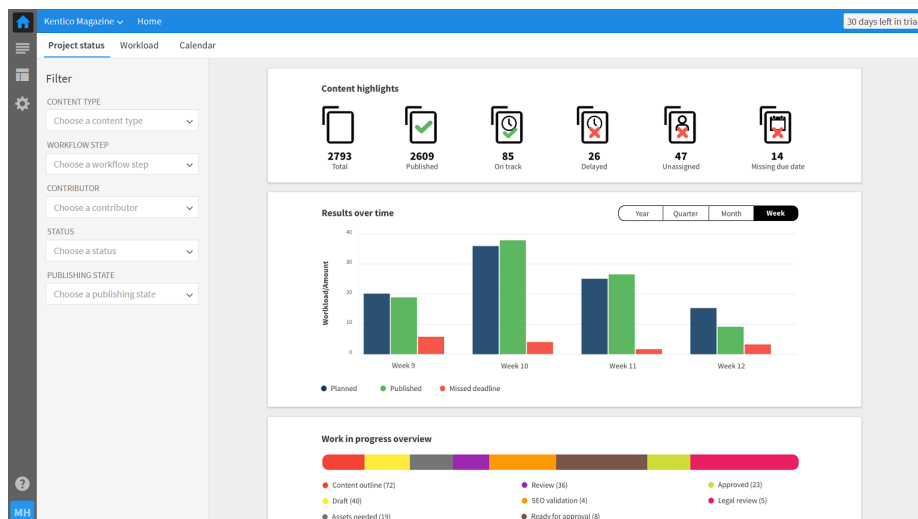 Kentico Magazine Home 30 days left in trial
Project status Workload Calendar
Filter
CONTENT TYPE
Choose a content type
WORKFLOW STEP
Choose a workflow step
CONTRIBUTOR
Choose a contributor
STATUS
Choose a status
PUBLISHING STATE
Choose a publishing state
?
MH
Content highlights
2793 2609 85 26 47 14
Total Published On track Delayed Unassigned Missing due date
Results over time
Year Quarter Month Week
Worlkload/Amount
40
30
20
10
0
Week 9 Week 10 Week 11 Week 12
Planned Published Missed deadline
Work in progress overview
Content outline (72) Review (36) Approved (23)
Draft (40) SEO validation (4) Legal review (5)
Assets needed (19) Ready for approval (8)